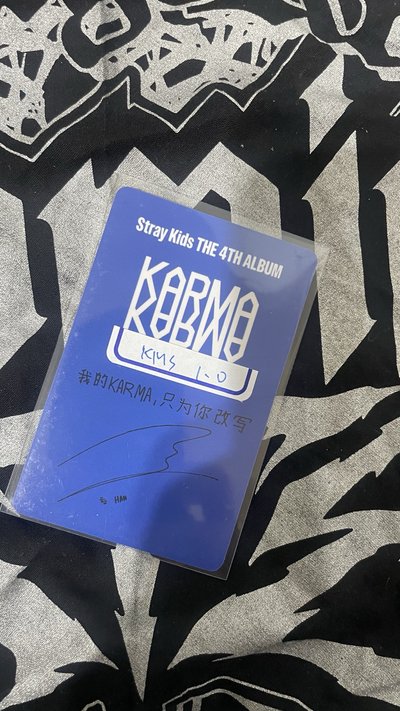 Stray Kids THE 4TH ALBUM
KARMA
KMS 1-0
我的KARMA,只为你改写
HAN